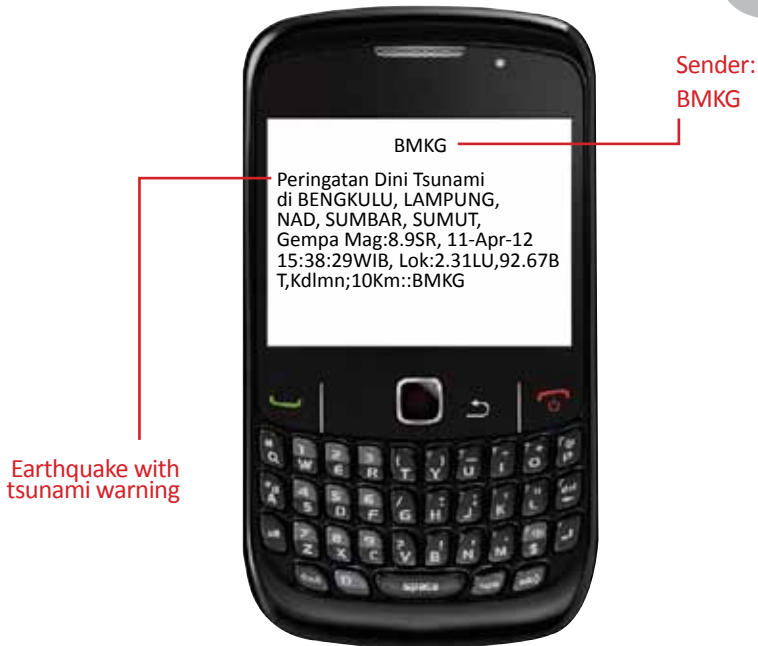 Sender:
BMKG
BMKG
Peringatan Dini Tsunami
di BENGKULU, LAMPUNG,
NAD, SUMBAR, SUMUT,
Gempa Mag:8.9SR, 11-Apr-12
15:38:29WIB, Lok:2.31LU,92.67B
T,Kdlmn;10Km::BMKG
Earthquake with
tsunami warning
space